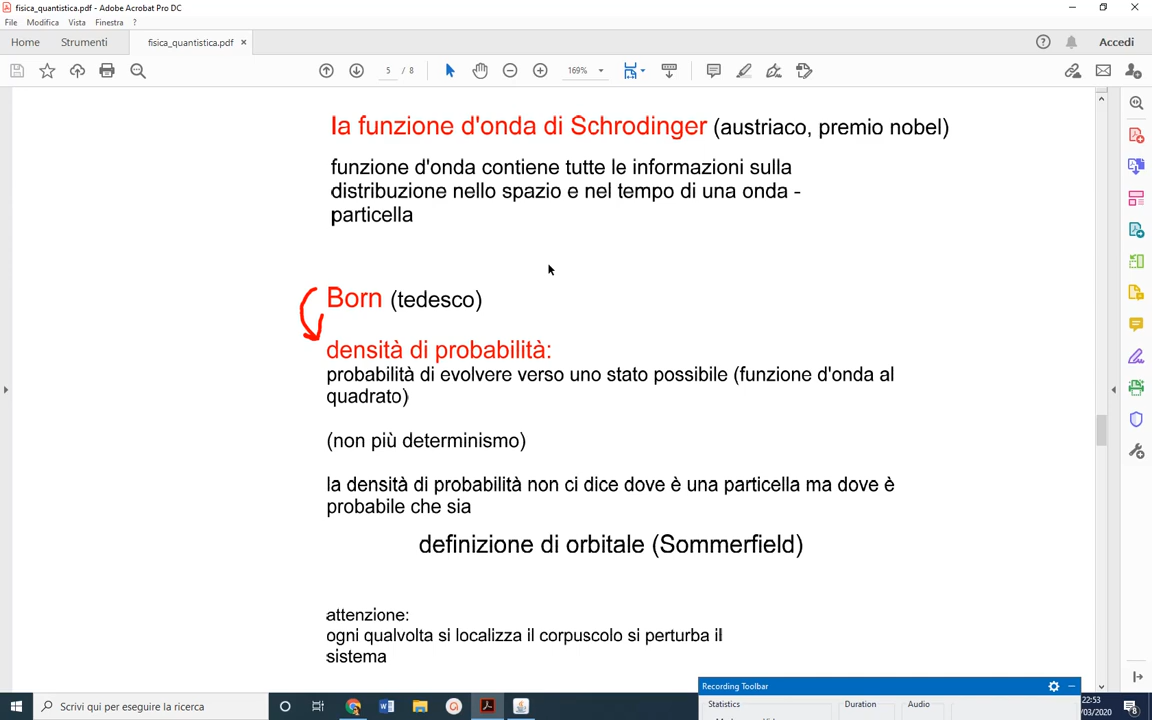 fisica_quantistica.pdf - Adobe Acrobat Pro DC
File Modifica Vista Finestra ?
Home Strumenti fisica_quantistica.pdf × Accedi
5 / 8 169%
la funzione d'onda di Schrodinger (austriaco, premio nobel)
funzione d'onda contiene tutte le informazioni sulla
distribuzione nello spazio e nel tempo di una onda -
particella
Born (tedesco)
densità di probabilità:
probabilità di evolvere verso uno stato possibile (funzione d'onda al
quadrato)
(non più determinismo)
la densità di probabilità non ci dice dove è una particella ma dove è
probabile che sia
definizione di orbitale (Sommerfield)
attenzione:
ogni qualvolta si localizza il corpuscolo si perturba il
sistema
Recording Toolbar
Statistics Duration Audio
Scrivi qui per eseguire la ricerca
22:53
/03/2020
8